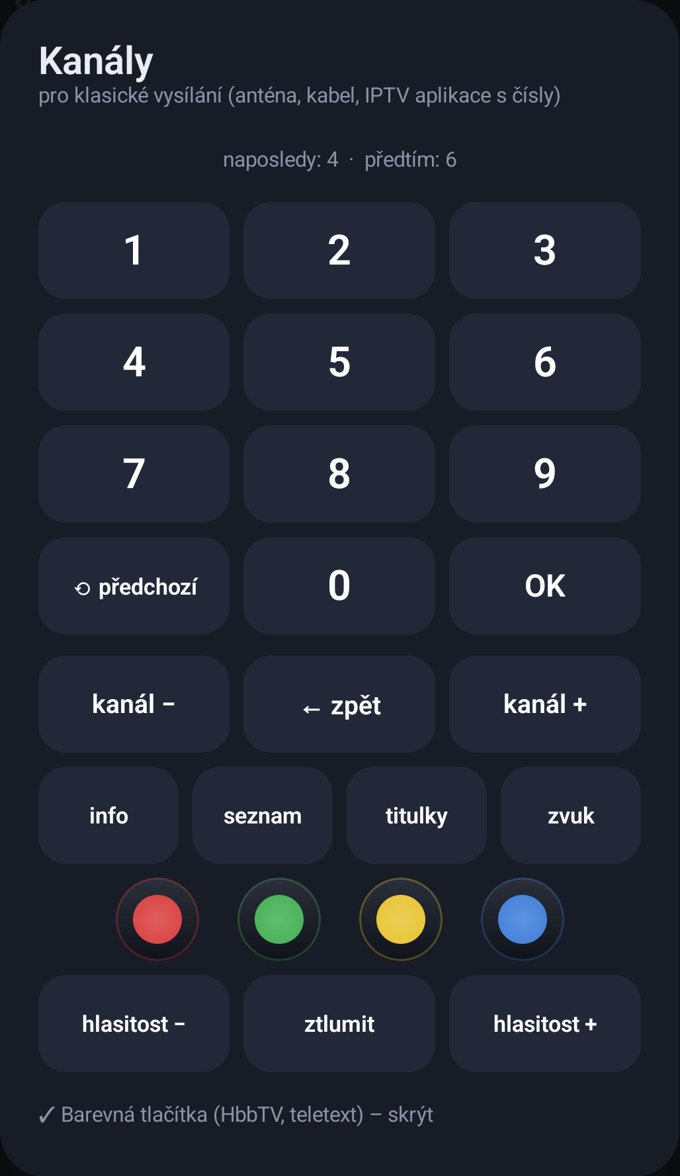 Kanály
pro klasické vysílání (anténa, kabel, IPTV aplikace s čísly)
naposledy: 4 · předtím: 6
1 2 3
4 5 6
7 8 9
⟲ předchozí 0 OK
kanál − ← zpět kanál +
info seznam titulky zvuk
hlasitost − ztlumit hlasitost +
✓ Barevná tlačítka (HbbTV, teletext) – skrýt